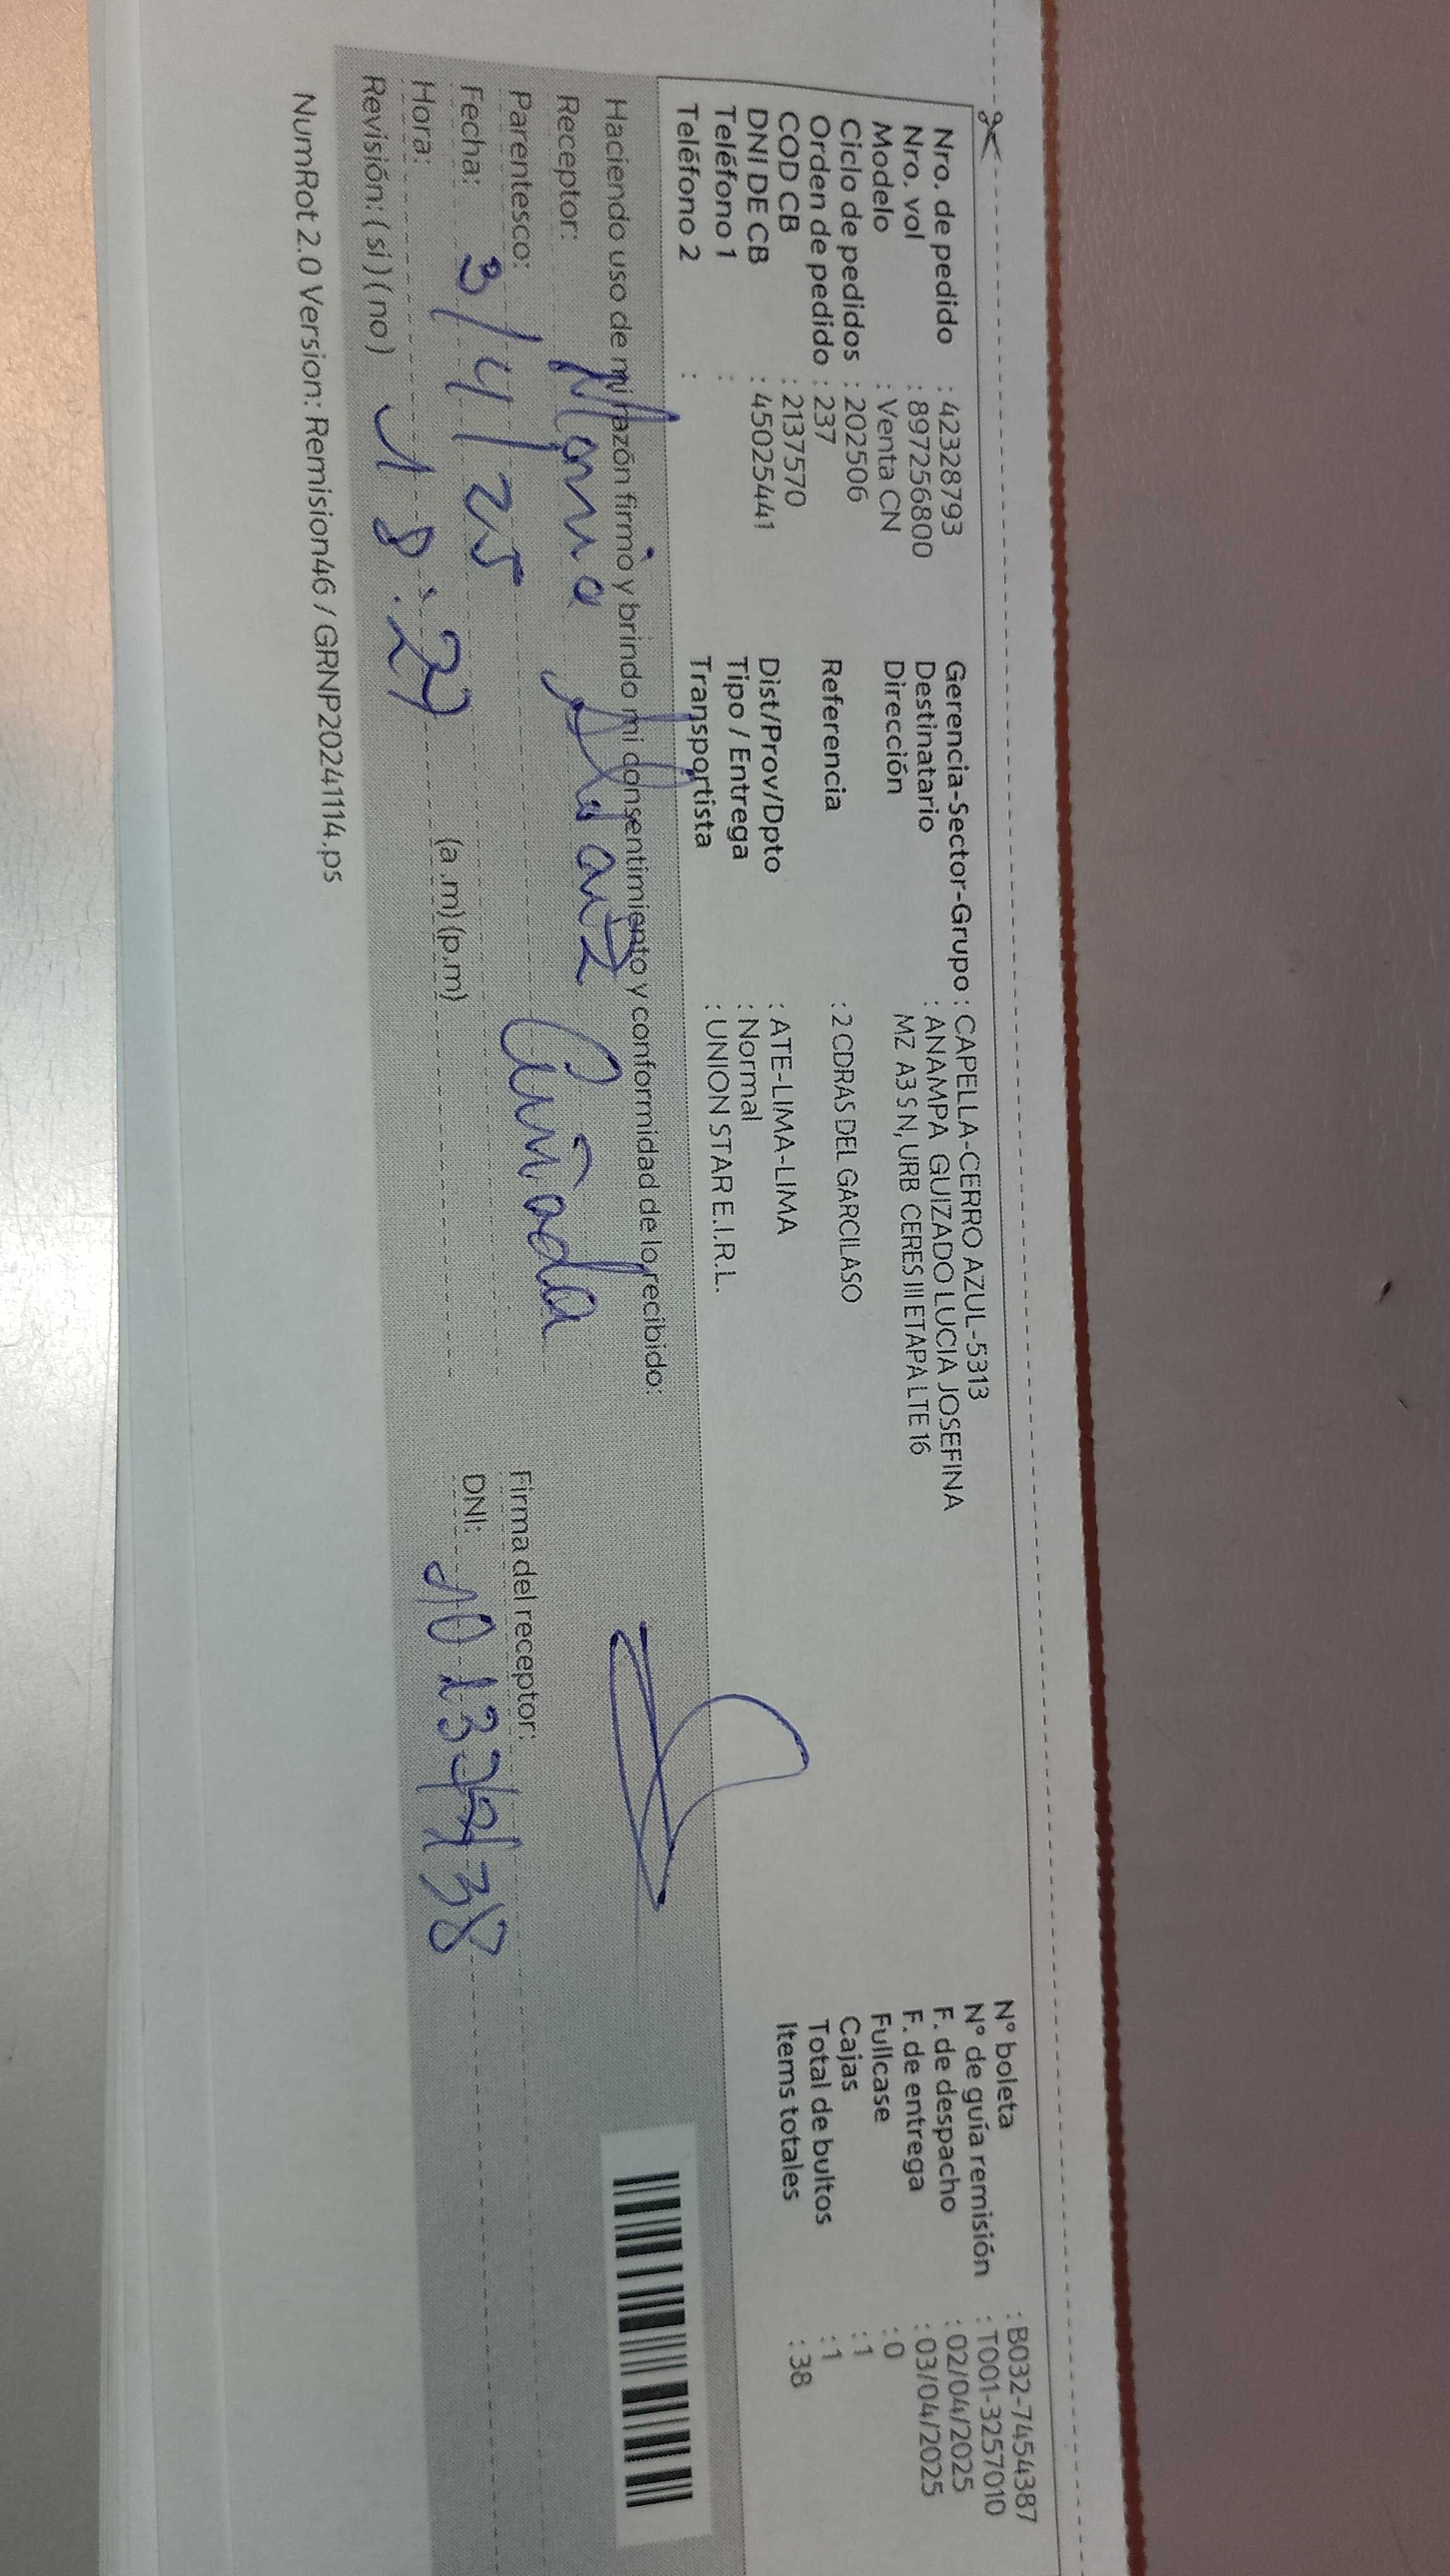 Nro. de pedido : 42328793
Nro. vol : 897256800
Modelo : Venta CN
Ciclo de pedidos : 202506
Orden de pedido : 237
COD CB : 2137570
DNI DE CB : 45025441
Teléfono 1 :
Teléfono 2 :
Gerencia-Sector-Grupo : CAPELLA-CERRO AZUL-5313
Destinatario : ANAMPA GUIZADO LUCIA JOSEFINA
Dirección MZ A3 S N, URB CERES III ETAPA LTE 16
Referencia : 2 CDRAS DEL GARCILASO
Dist/Prov/Dpto : ATE-LIMA-LIMA
Tipo / Entrega : Normal
Transportista : UNION STAR E.I.R.L.
N° boleta : B032-7454387
N° de guía remisión : T001-3257010
F. de despacho : 02/04/2025
F. de entrega : 03/04/2025
Fullcase : 0
Cajas : 1
Total de bultos : 1
Items totales : 38
Haciendo uso de mi razón firmo y brindo mi consentimiento y conformidad de lo recibido:
Receptor: Maria
Parentesco: Cuñada
Fecha: 3/4/25
Hora: 18:27 (a.m) (p.m)
Revisión: (si) (no)
Firma del receptor:
DNI:
NumRot 2.0 Version: Remision46 / GRNP20241114.ps